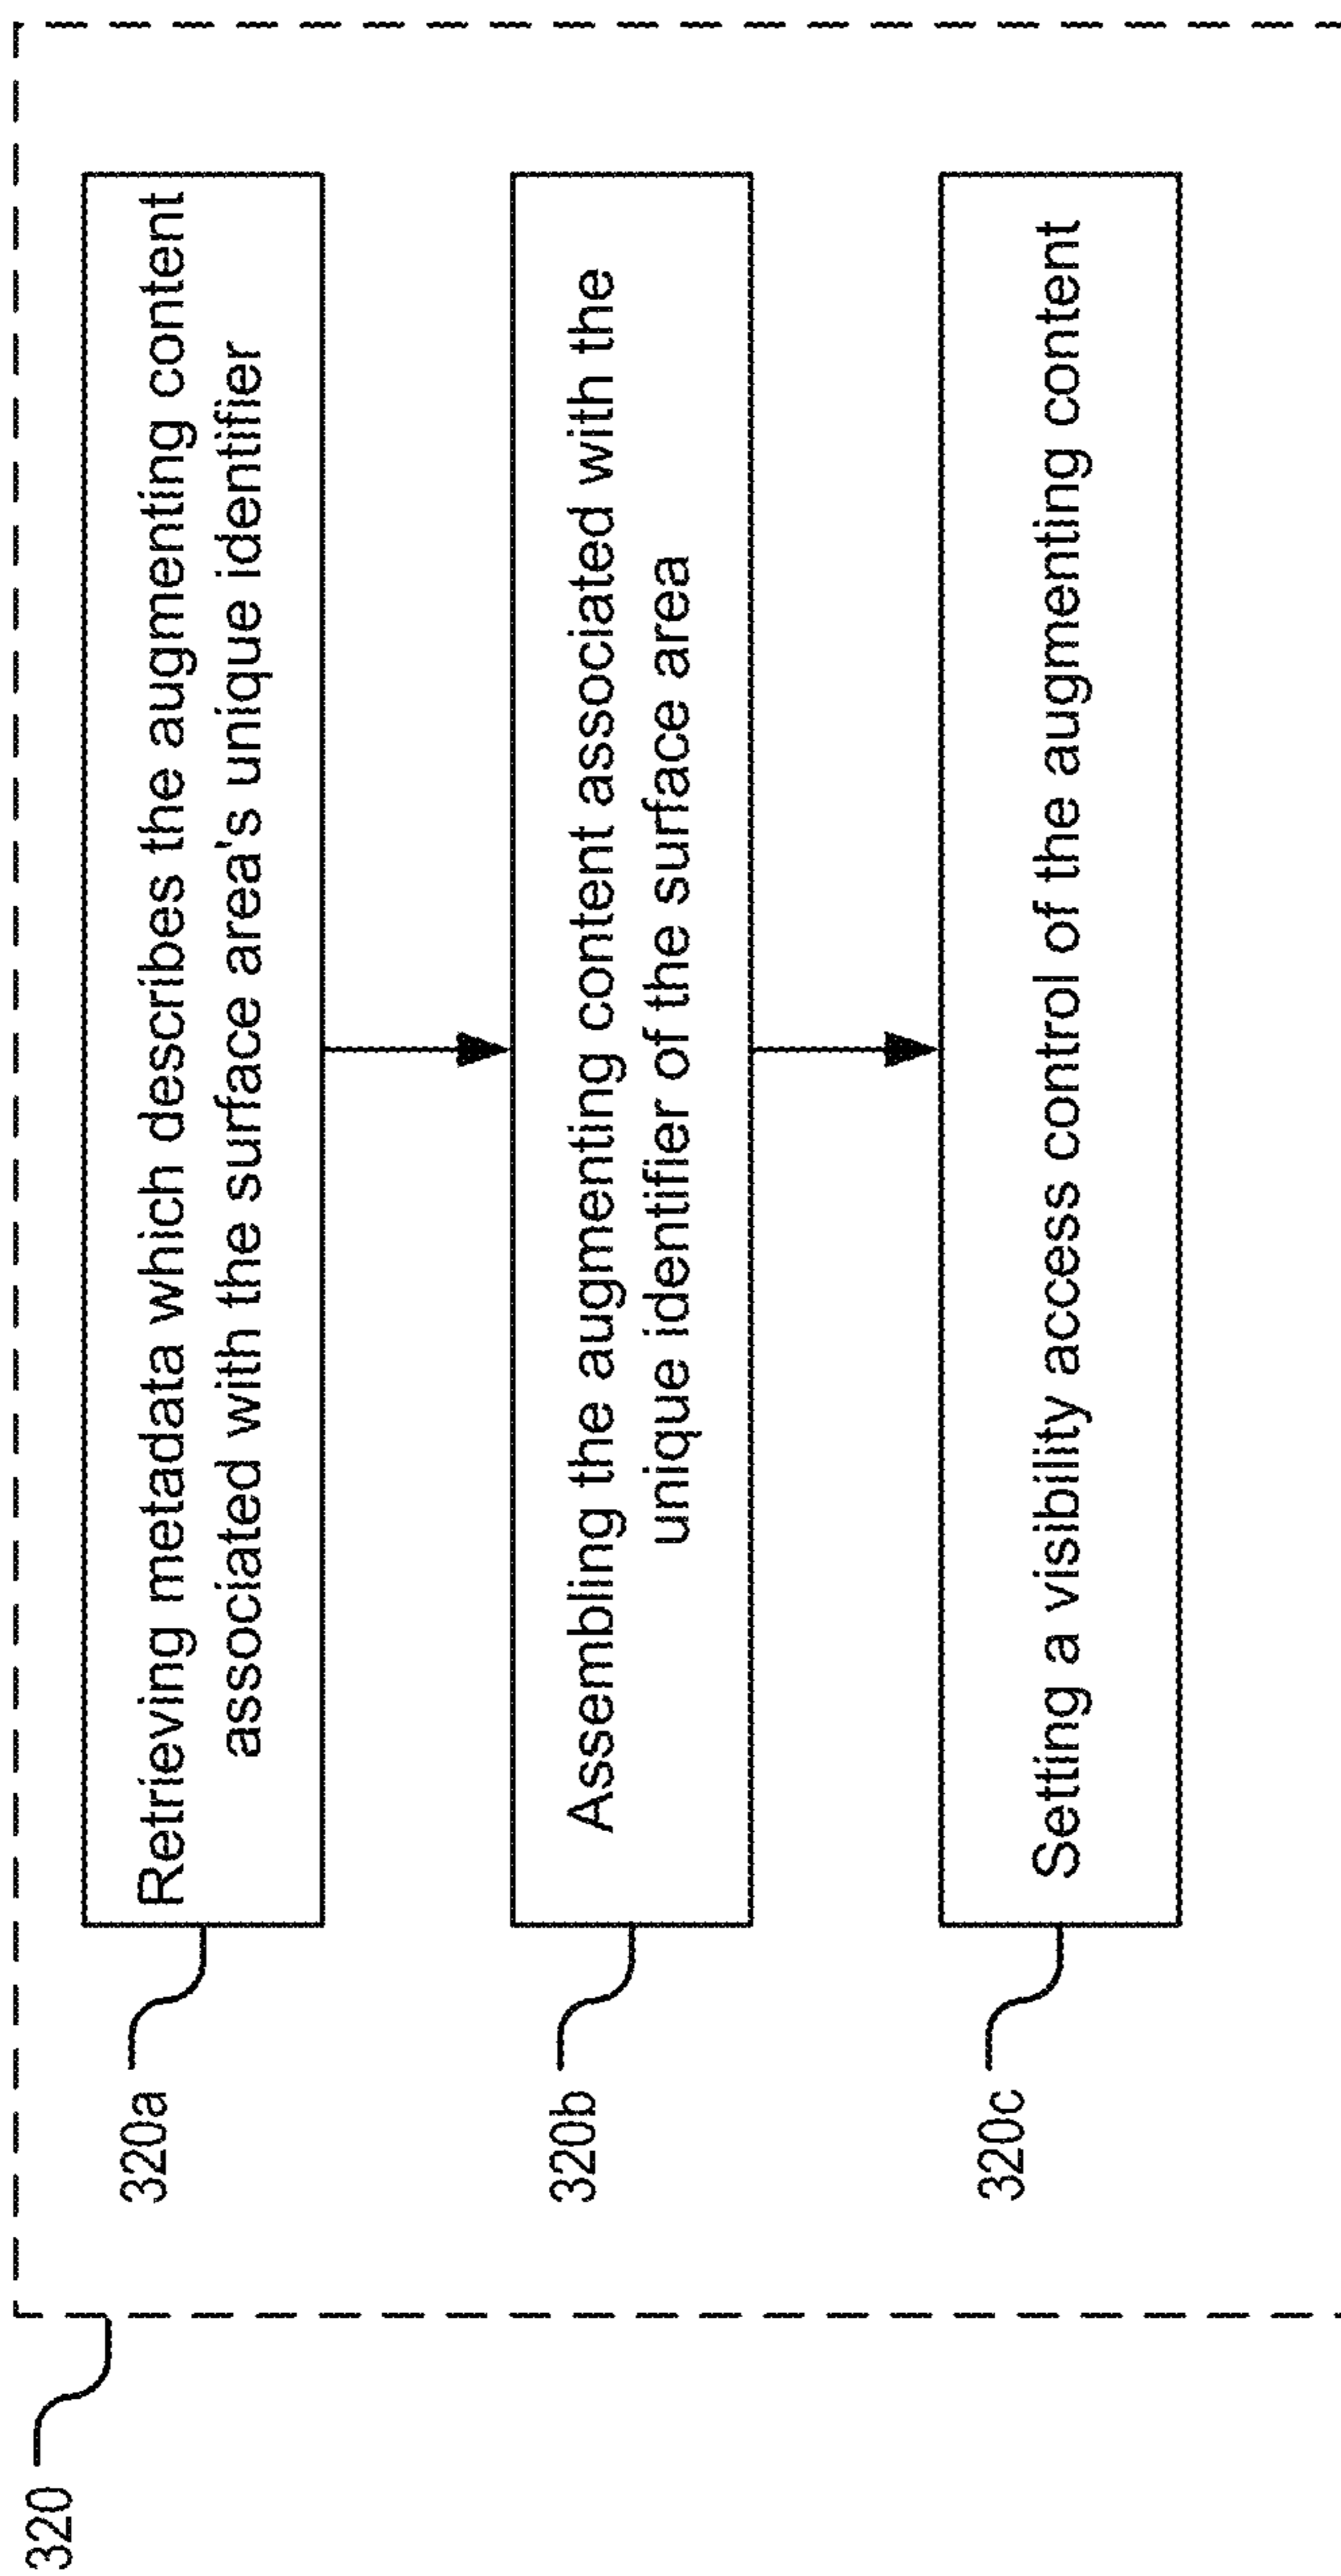 320
320a
Retrieving metadata which describes the augmenting content
associated with the surface area's unique identifier
320b
Assembling the augmenting content associated with the
unique identifier of the surface area
320c
Setting a visibility access control of the augmenting content